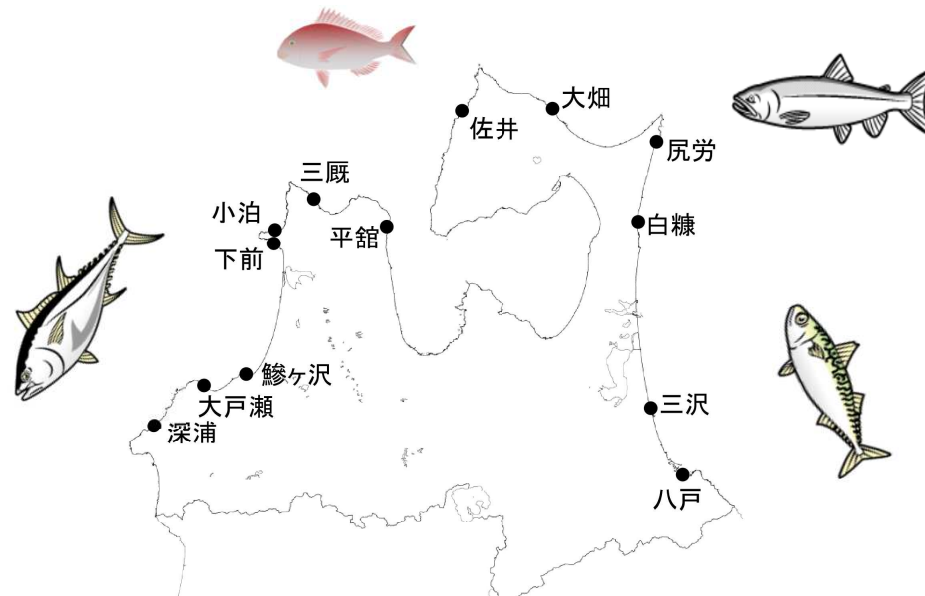 大畑
佐井
尻労
三厩
小泊
平舘
白糠
下前
鰺ヶ沢
大戸瀬
三沢
深浦
八戸